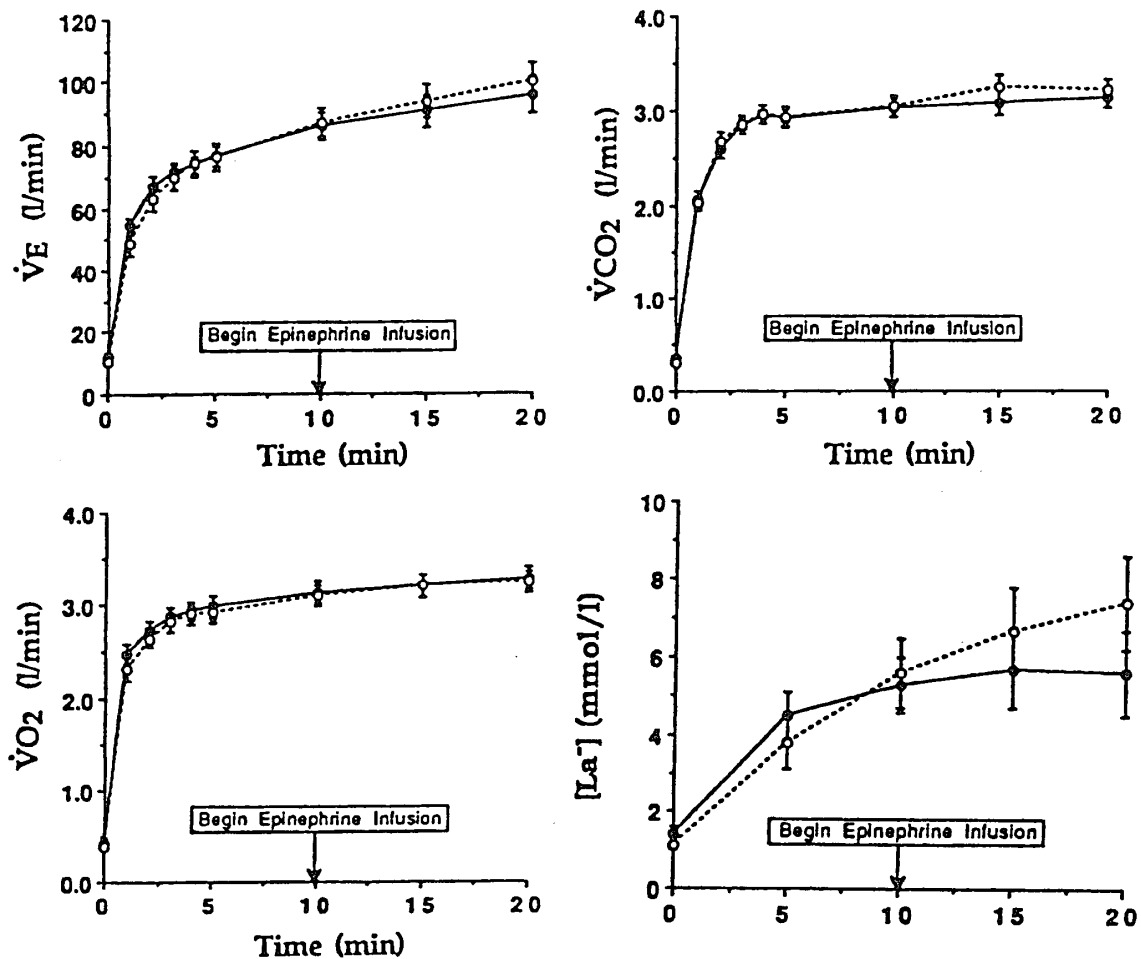 120
100
80
60
40
20
0
V̇E (l/min)
Begin Epinephrine Infusion
0 5 10 15 20
Time (min)
4.0
3.0
2.0
1.0
0.0
V̇CO2 (l/min)
Begin Epinephrine Infusion
0 5 10 15 20
Time (min)
4.0
3.0
2.0
1.0
0.0
V̇O2 (l/min)
Begin Epinephrine Infusion
0 5 10 15 20
Time (min)
10
8
6
4
2
0
[La-] (mmol/l)
Begin Epinephrine Infusion
0 5 10 15 20